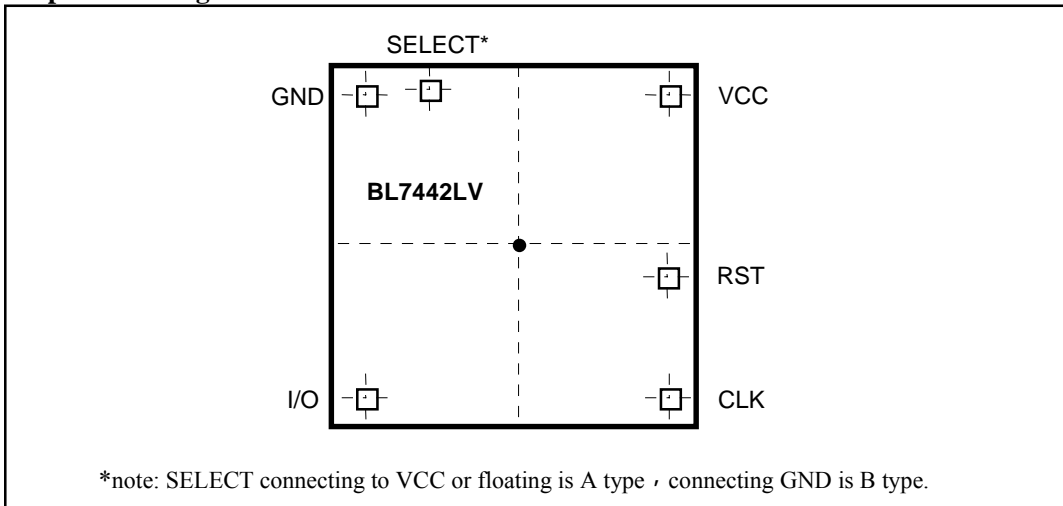 SELECT*
GND
VCC
BL7442LV
RST
I/O
CLK
*note: SELECT connecting to VCC or floating is A type , connecting GND is B type.